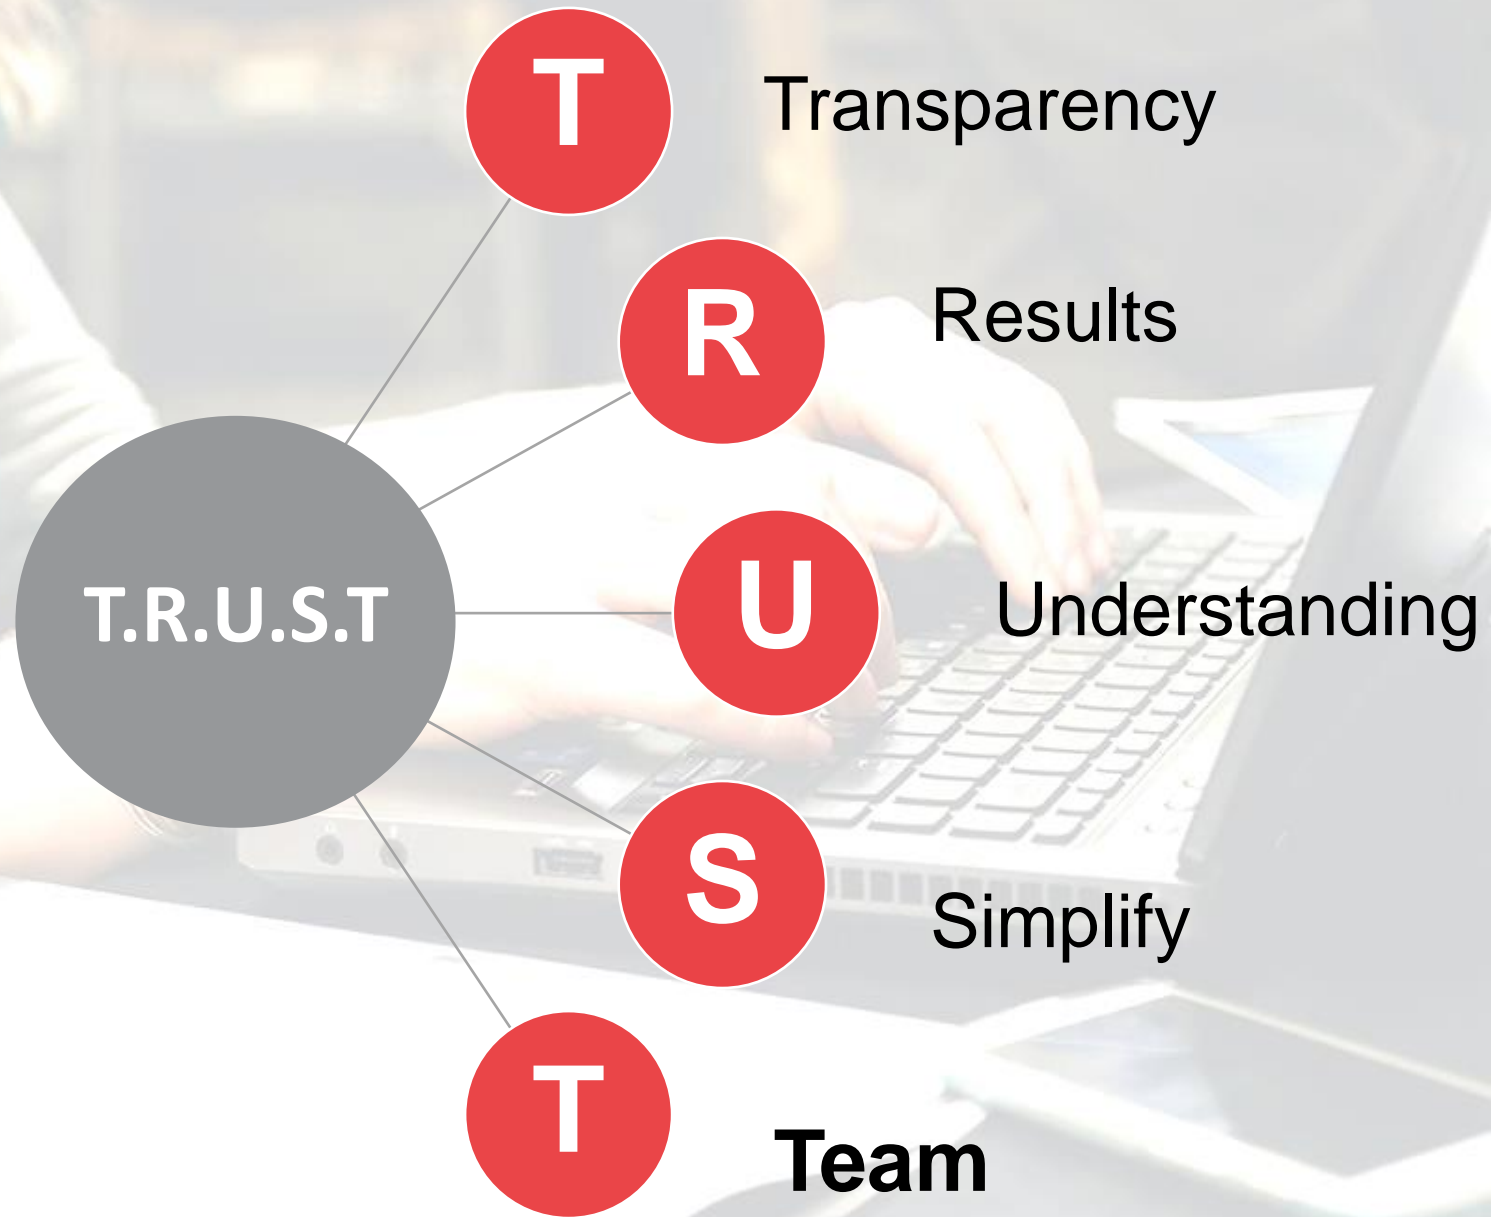 T
Transparency
R
Results
T.R.U.S.T
U
Understanding
S
Simplify
T
Team